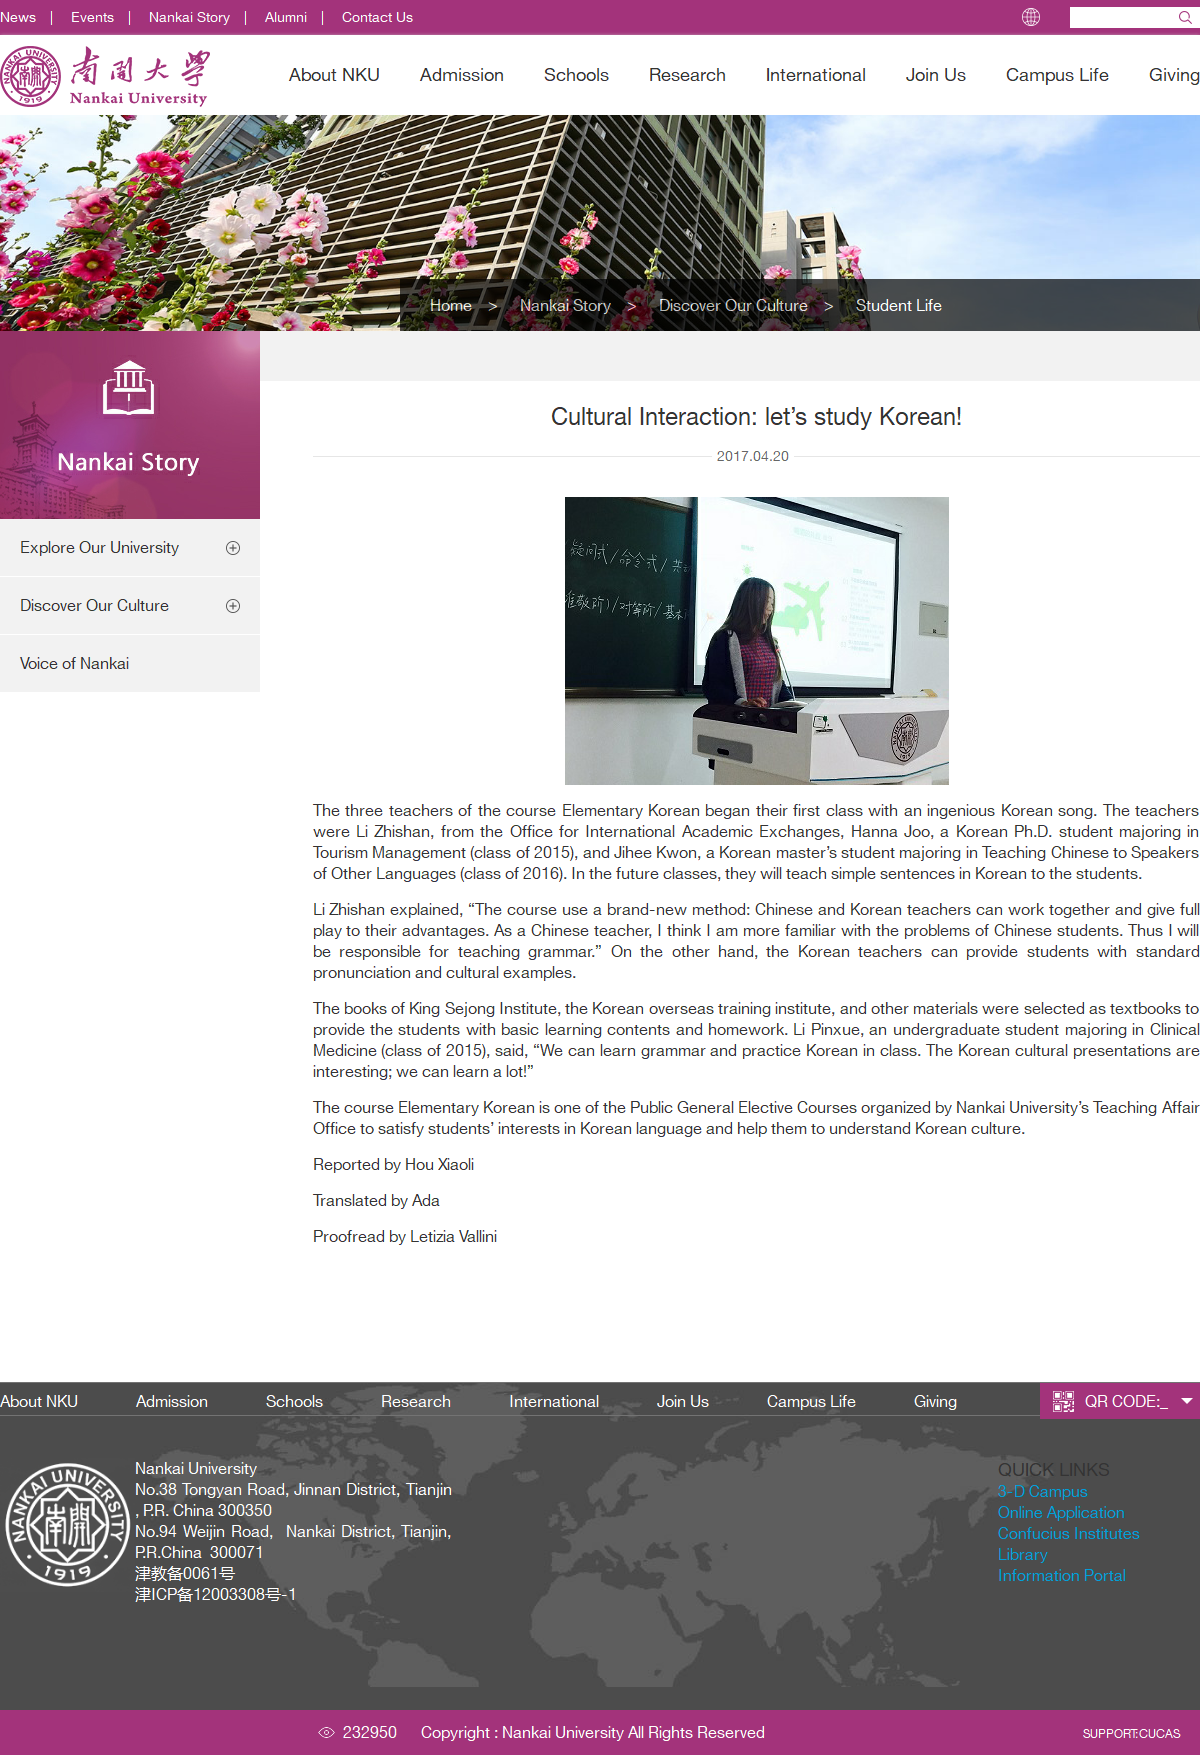 News | Events | Nankai Story | Alumni | Contact Us
NANKAI UNIVERSITY 南開 1919
南開大學
Nankai University
About NKU Admission Schools Research International Join Us Campus Life Giving
Home > Nankai Story > Discover Our Culture > Student Life
Nankai Story
Explore Our University
Discover Our Culture
Voice of Nankai
Cultural Interaction: let’s study Korean!
2017.04.20
疑问式/命令式/共
准敬阶)/对等阶/基本
NANKAI UNIVERSITY 1919
The three teachers of the course Elementary Korean began their first class with an ingenious Korean song. The teachers
were Li Zhishan, from the Office for International Academic Exchanges, Hanna Joo, a Korean Ph.D. student majoring in
Tourism Management (class of 2015), and Jihee Kwon, a Korean master’s student majoring in Teaching Chinese to Speakers
of Other Languages (class of 2016). In the future classes, they will teach simple sentences in Korean to the students.
Li Zhishan explained, “The course use a brand-new method: Chinese and Korean teachers can work together and give full
play to their advantages. As a Chinese teacher, I think I am more familiar with the problems of Chinese students. Thus I will
be responsible for teaching grammar.” On the other hand, the Korean teachers can provide students with standard
pronunciation and cultural examples.
The books of King Sejong Institute, the Korean overseas training institute, and other materials were selected as textbooks to
provide the students with basic learning contents and homework. Li Pinxue, an undergraduate student majoring in Clinical
Medicine (class of 2015), said, “We can learn grammar and practice Korean in class. The Korean cultural presentations are
interesting; we can learn a lot!”
The course Elementary Korean is one of the Public General Elective Courses organized by Nankai University’s Teaching Affair
Office to satisfy students’ interests in Korean language and help them to understand Korean culture.
Reported by Hou Xiaoli
Translated by Ada
Proofread by Letizia Vallini
About NKU Admission Schools Research International Join Us Campus Life Giving QR CODE:_
NANKAI UNIVERSITY 南開 1919
Nankai University
No.38 Tongyan Road, Jinnan District, Tianjin
, P.R. China 300350
No.94 Weijin Road, Nankai District, Tianjin,
P.R.China 300071
津教备0061号
津ICP备12003308号-1
QUICK LINKS
3-D Campus
Online Application
Confucius Institutes
Library
Information Portal
232950 Copyright : Nankai University All Rights Reserved
SUPPORT:CUCAS